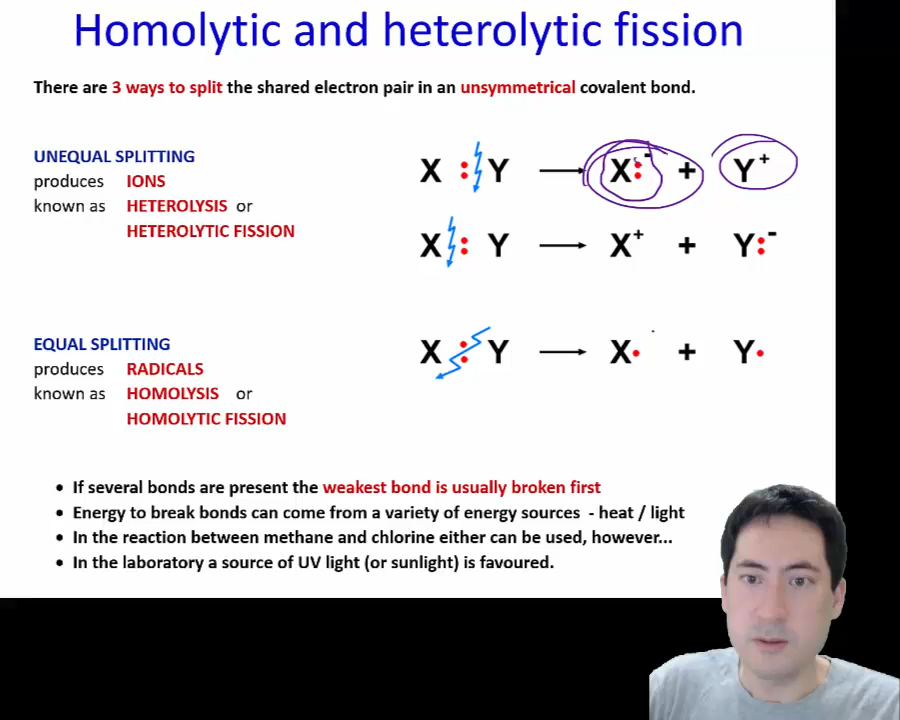 Homolytic and heterolytic fission
There are 3 ways to split the shared electron pair in an unsymmetrical covalent bond.
UNEQUAL SPLITTING
produces IONS
known as HETEROLYSIS or
HETEROLYTIC FISSION
X : Y → X:⁻ + Y⁺
X : Y → X⁺ + Y:⁻
EQUAL SPLITTING
produces RADICALS
known as HOMOLYSIS or
HOMOLYTIC FISSION
X : Y → X• + Y•
• If several bonds are present the weakest bond is usually broken first
• Energy to break bonds can come from a variety of energy sources - heat / light
• In the reaction between methane and chlorine either can be used, however...
• In the laboratory a source of UV light (or sunlight) is favoured.